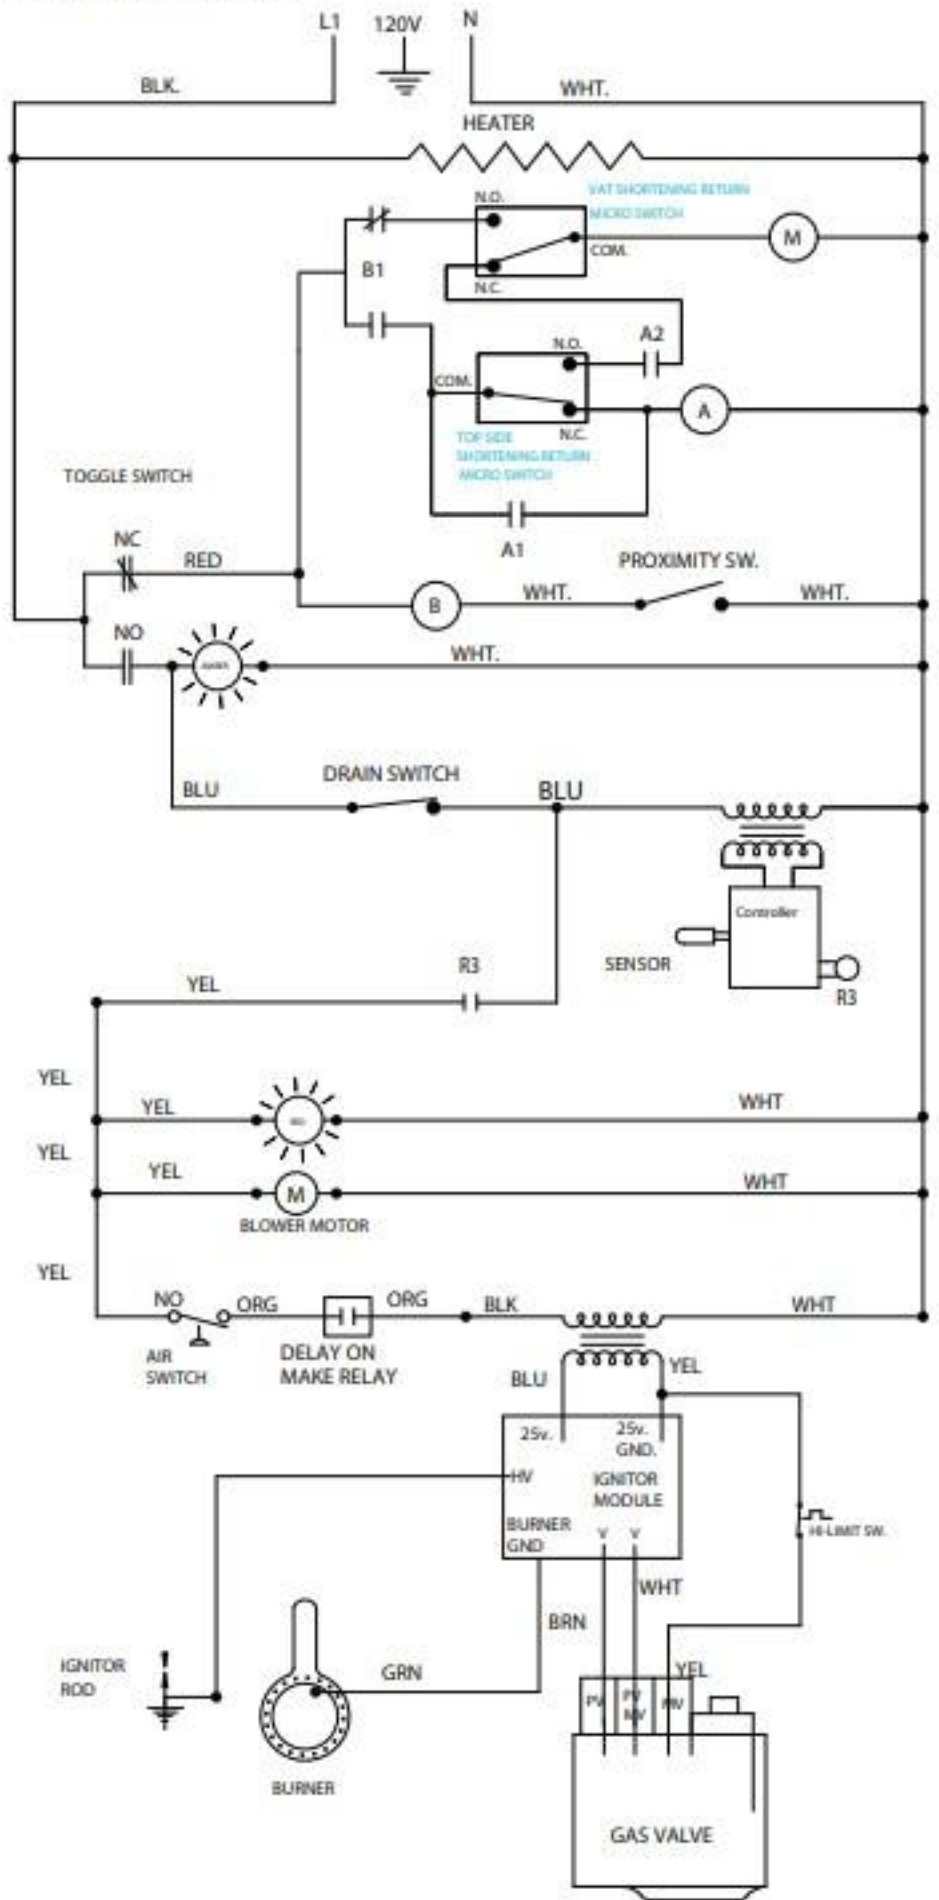 L1 120V N
BLK. WHT.
HEATER
VAT SHORTENING RETURN
MICRO SWITCH
N.O.
COM.
M
B1
N.C.
N.O.
A2
COM.
A
N.C.
TOP SIDE
SHORTENING RETURN
MICRO SWITCH
TOGGLE SWITCH
A1
NC
RED
PROXIMITY SW.
B
WHT.
WHT.
NO
WHT.
DRAIN SWITCH
BLU
BLU
Controller
SENSOR
R3
R3
YEL
YEL
YEL
WHT
YEL
YEL
M
WHT
BLOWER MOTOR
YEL
NO
ORG
ORG
BLK
WHT
AIR
SWITCH
DELAY ON
MAKE RELAY
BLU
YEL
25v.
25v.
GND.
HV
IGNITOR
MODULE
BURNER
GND
V V
HI-LIMIT SW.
WHT
BRN
IGNITOR
ROD
GRN
YEL
PV
PV
MV
MV
BURNER
GAS VALVE